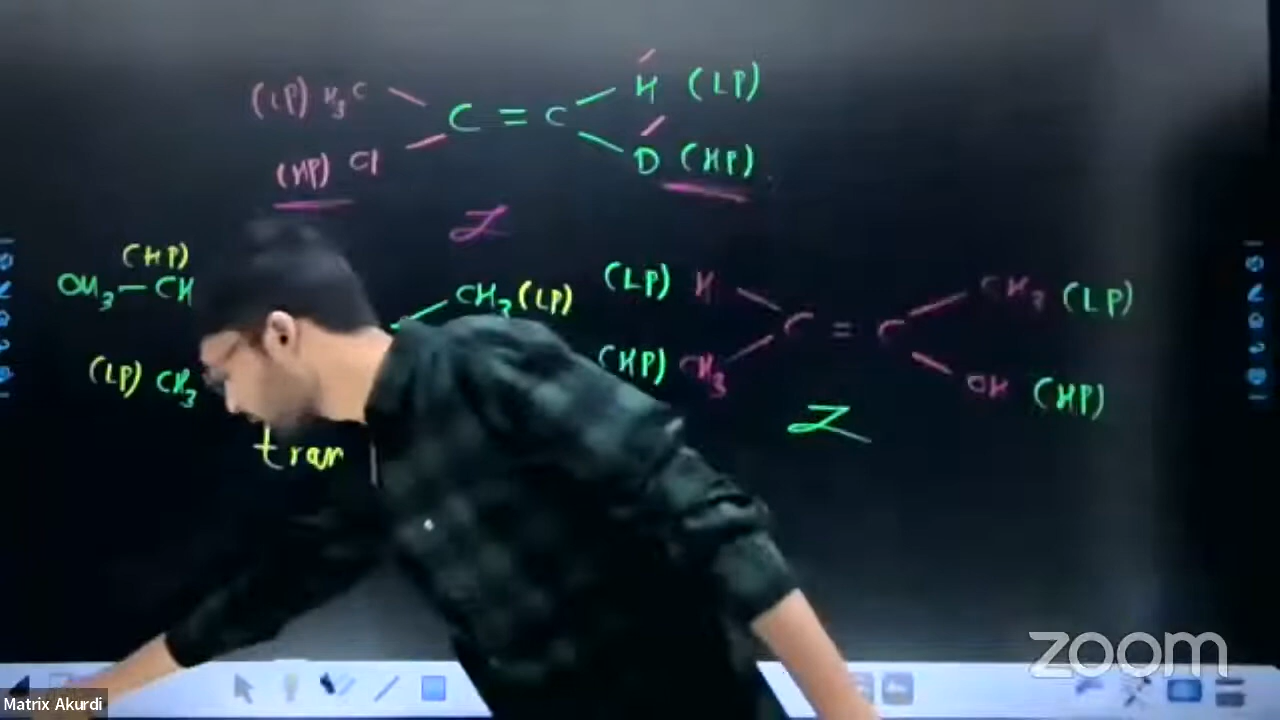 H (LP)
(LP) H₃C
C = C
(HP) Cl
D (HP)
Z
(HP)
CH₃ — CH
CH₃ (LP)
(LP) CH₃
tran
(LP) H
CH₃ (LP)
C = C
(HP) CH₃
OH (HP)
Z
zoom
Matrix Akurdi